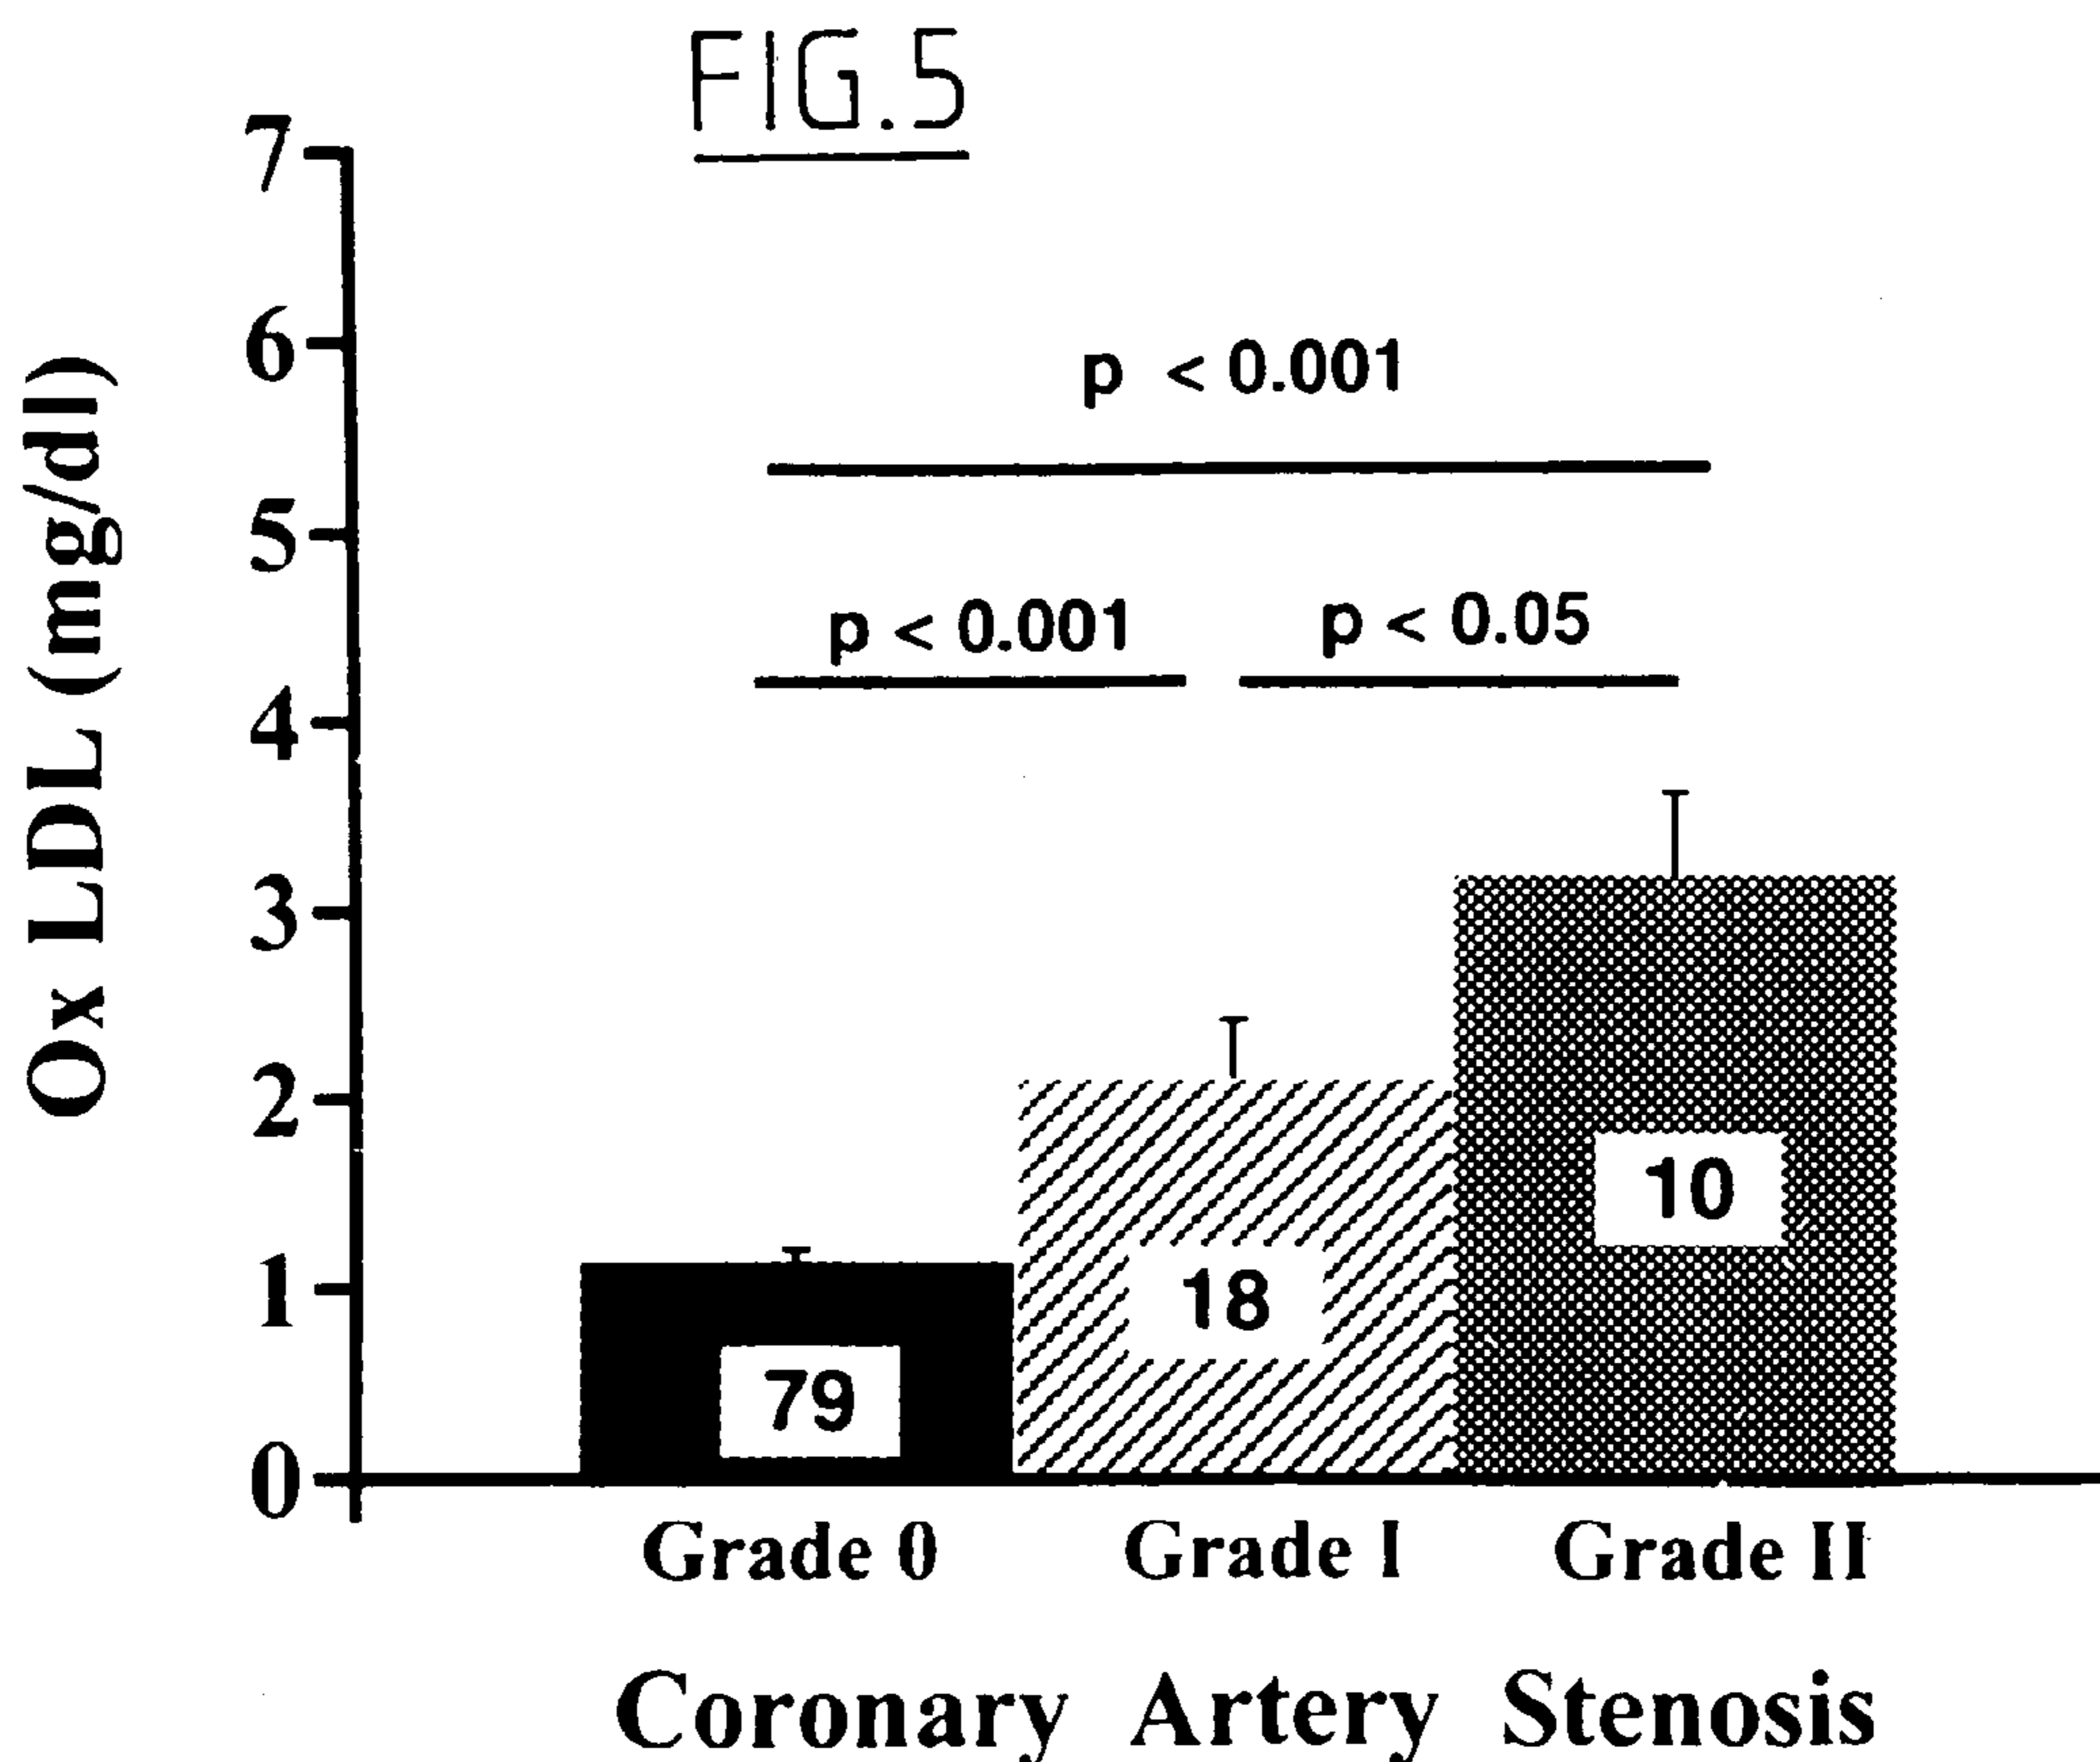 FIG.5
7
6
5
4
3
2
1
0
Ox LDL (mg/dl)
p < 0.001
p < 0.001
p < 0.05
79
18
10
Grade 0
Grade I
Grade II
Coronary Artery Stenosis